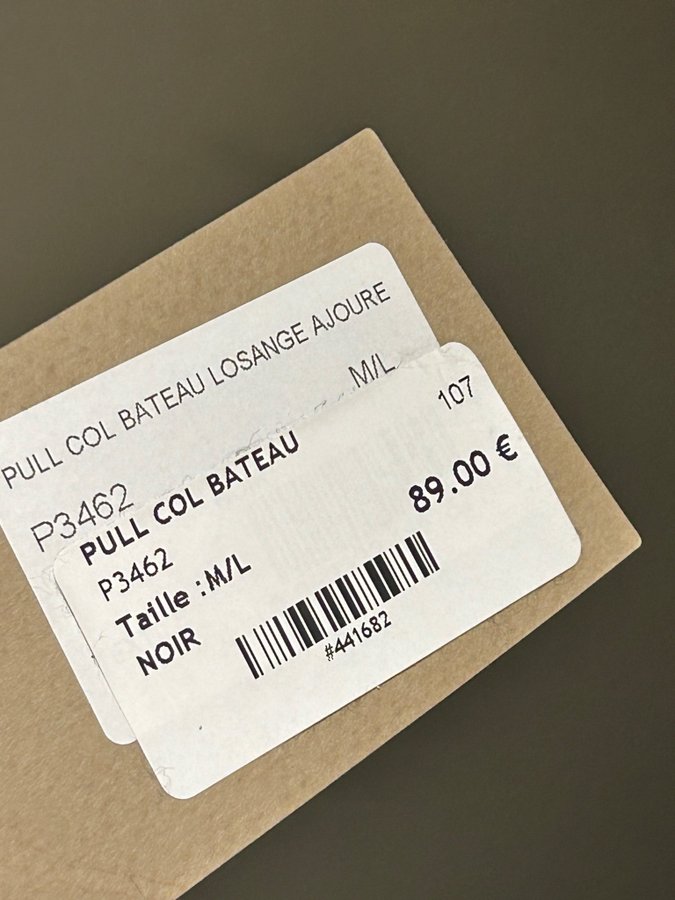 PULL COL BATEAU LOSANGE AJOURE
M/L
P3462
107
PULL COL BATEAU
89.00 €
P3462
Taille : M/L
NOIR
#441682